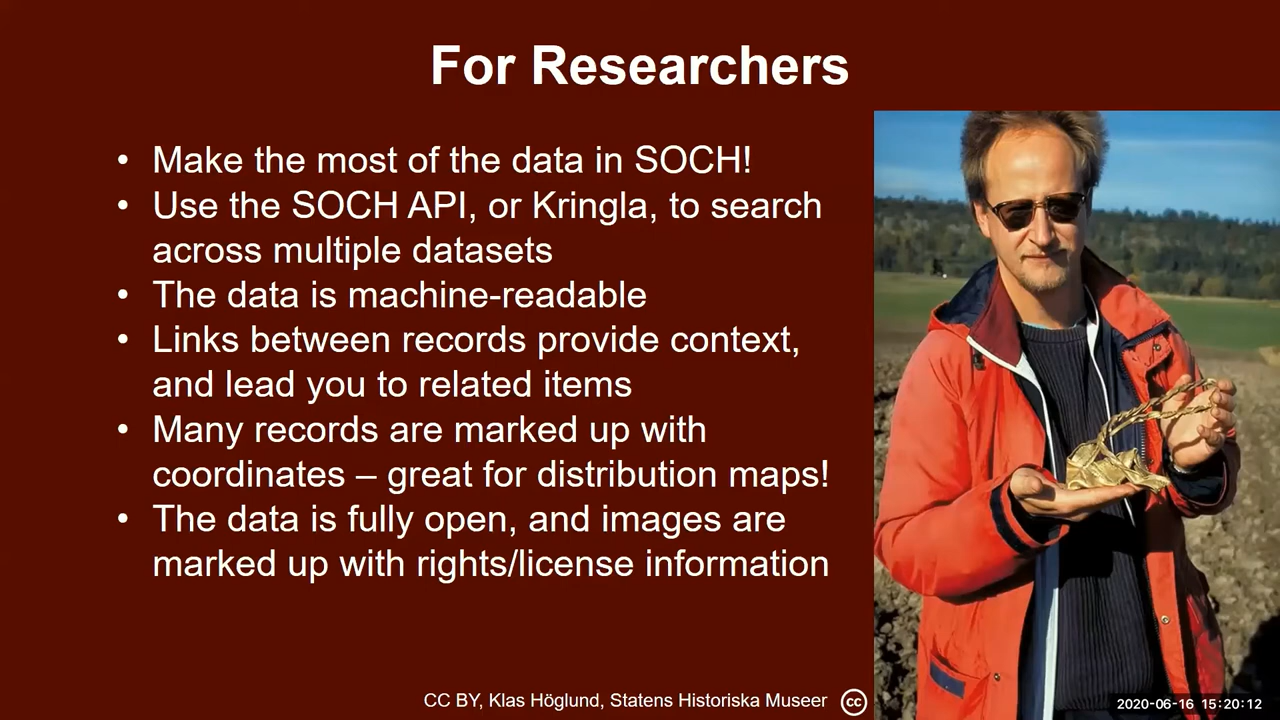 For Researchers
• Make the most of the data in SOCH!
• Use the SOCH API, or Kringla, to search
across multiple datasets
• The data is machine-readable
• Links between records provide context,
and lead you to related items
• Many records are marked up with
coordinates – great for distribution maps!
• The data is fully open, and images are
marked up with rights/license information
CC BY, Klas Höglund, Statens Historiska Museer cc
2020-06-16 15:20:12